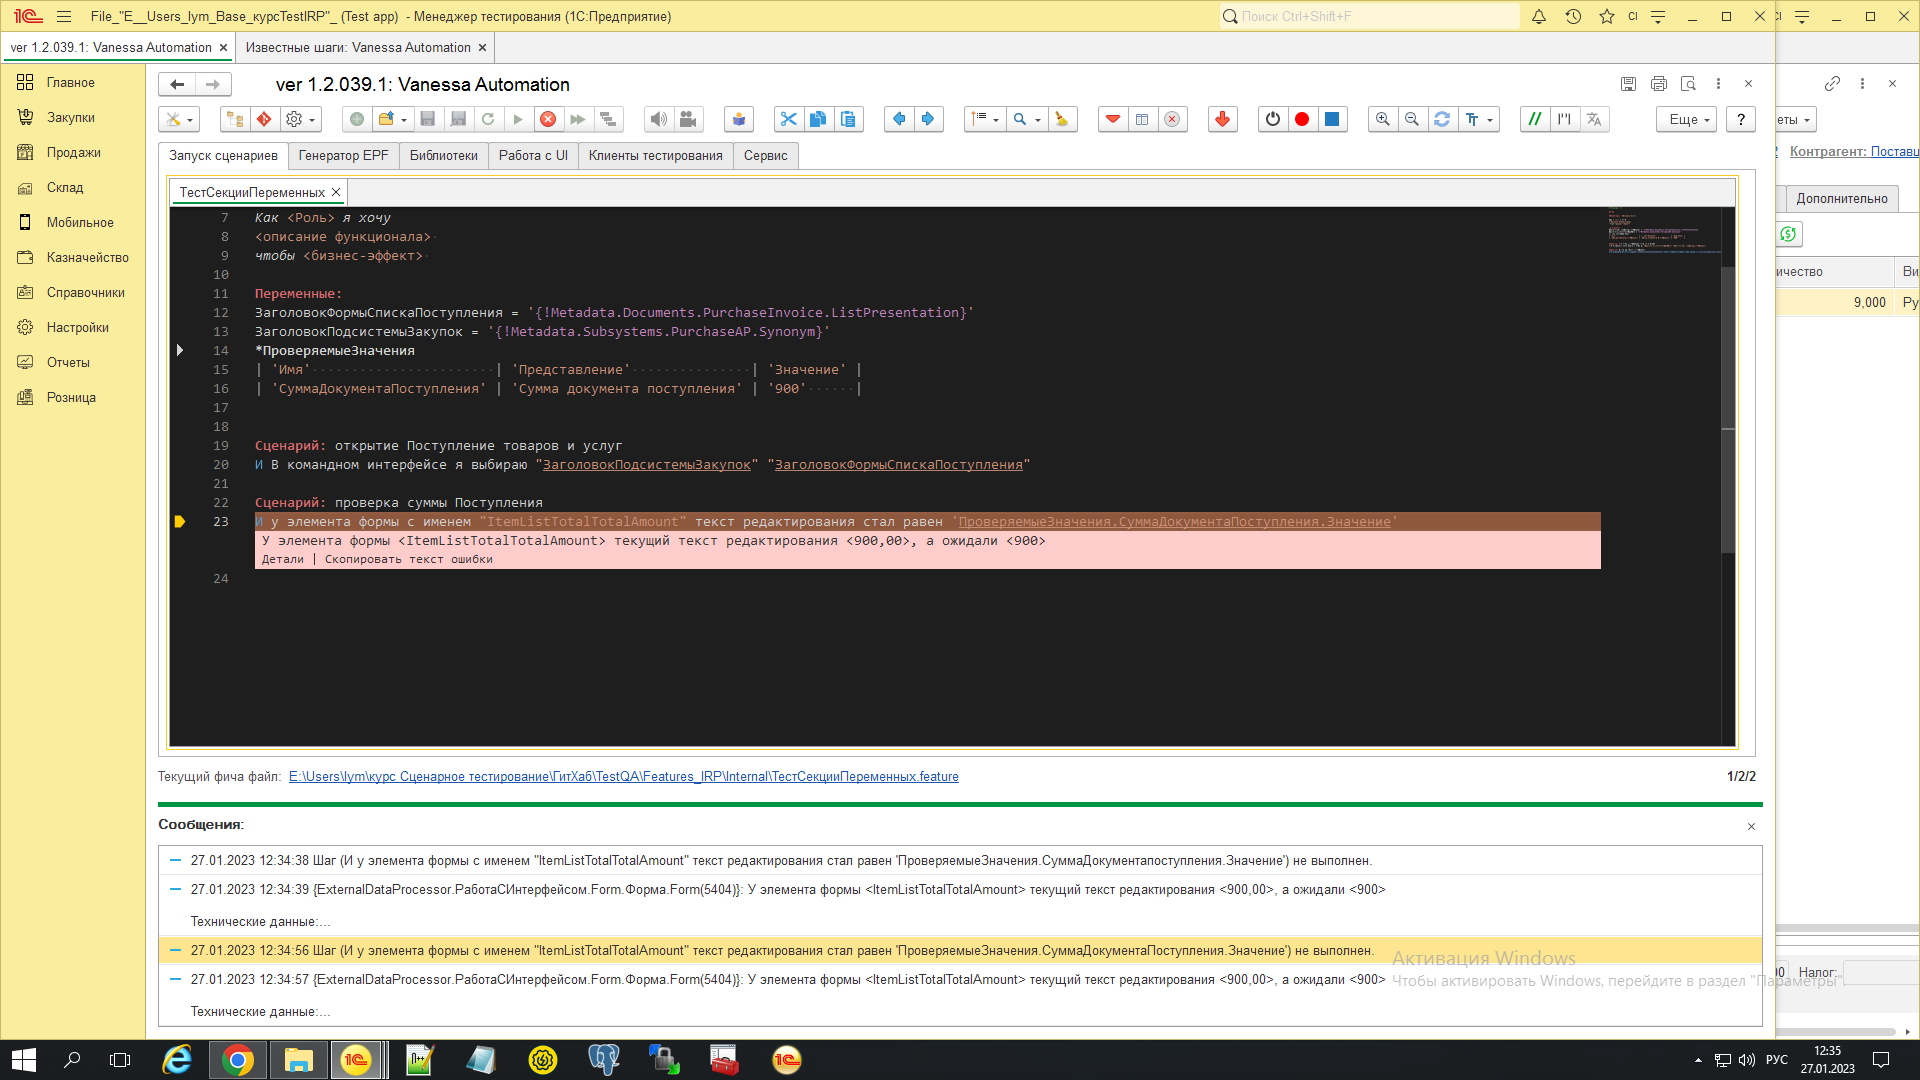 File_"E__Users_lym_Base_курсTestIRP"_ (Test app) - Менеджер тестирования (1С:Предприятие)
Поиск Ctrl+Shift+F
CI
ver 1.2.039.1: Vanessa Automation
Известные шаги: Vanessa Automation
Главное
Закупки
Продажи
Склад
Мобильное
Казначейство
Справочники
Настройки
Отчеты
Розница
ver 1.2.039.1: Vanessa Automation
Еще
?
еты
Запуск сценариев
Генератор EPF
Библиотеки
Работа с UI
Клиенты тестирования
Сервис
Контрагент: Поставщ
Дополнительно
ичество
Ви
9,000
Ру
ТестСекцииПеременных
7 Как <Роль> я хочу
8 <описание функционала>
9 чтобы <бизнес-эффект>
10
11 Переменные:
12 ЗаголовокФормыСпискаПоступления = '{!Metadata.Documents.PurchaseInvoice.ListPresentation}'
13 ЗаголовокПодсистемыЗакупок = '{!Metadata.Subsystems.PurchaseAP.Synonym}'
14 *ПроверяемыеЗначения
15 | 'Имя' | 'Представление' | 'Значение' |
16 | 'СуммаДокументаПоступления' | 'Сумма документа поступления' | '900' |
17
18
19 Сценарий: открытие Поступление товаров и услуг
20 И В командном интерфейсе я выбираю "ЗаголовокПодсистемыЗакупок" "ЗаголовокФормыСпискаПоступления"
21
22 Сценарий: проверка суммы Поступления
23 И у элемента формы с именем "ItemListTotalTotalAmount" текст редактирования стал равен 'ПроверяемыеЗначения.СуммаДокументаПоступления.Значение'
У элемента формы <ItemListTotalTotalAmount> текущий текст редактирования <900,00>, а ожидали <900>
Детали | Скопировать текст ошибки
24
Текущий фича файл: E:\Users\lym\курс Сценарное тестирование\ГитХаб\TestQA\Features_IRP\Internal\ТестСекцииПеременных.feature
1/2/2
Сообщения:
27.01.2023 12:34:38 Шаг (И у элемента формы с именем "ItemListTotalTotalAmount" текст редактирования стал равен 'ПроверяемыеЗначения.СуммаДокументапоступления.Значение') не выполнен.
27.01.2023 12:34:39 {ExternalDataProcessor.РаботаСИнтерфейсом.Form.Форма.Form(5404)}: У элемента формы <ItemListTotalTotalAmount> текущий текст редактирования <900,00>, а ожидали <900>
Технические данные:...
27.01.2023 12:34:56 Шаг (И у элемента формы с именем "ItemListTotalTotalAmount" текст редактирования стал равен 'ПроверяемыеЗначения.СуммаДокументаПоступления.Значение') не выполнен.
27.01.2023 12:34:57 {ExternalDataProcessor.РаботаСИнтерфейсом.Form.Форма.Form(5404)}: У элемента формы <ItemListTotalTotalAmount> текущий текст редактирования <900,00>, а ожидали <900>
Технические данные:...
Активация Windows
Чтобы активировать Windows, перейдите в раздел "Параметры".
Налог:
РУС
12:35
27.01.2023